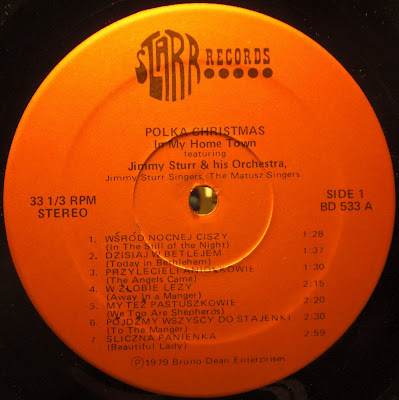 STARR RECORDS
POLKA CHRISTMAS
In My Home Town
featuring
Jimmy Sturr & his Orchestra,
Jimmy Sturr Singers, The Matusz Singers
33 1/3 RPM
STEREO
SIDE 1
BD 533 A
1. WŚRÓD NOCNEJ CISZY 1:28
(In The Still of the Night)
2. DZISIAJ W BETLEJEM 1:37
(Today in Bethlehem)
3. PRZYLECIELI ANIOŁKOWIE 1:30
(The Angels Came)
4. W ŻŁOBIE LEZY 2:15
(Away in a Manger)
5. MY TEŻ PASTUSZKOWIE 2:20
(We Too Are Shepherds)
6. PÓJDŹMY WSZYSCY DO STAJENKI 2:30
(To The Manger)
7. ŚLICZNA PANIENKA 2:59
(Beautiful Lady)
Ⓟ 1979 Bruno-Dean Enterprises